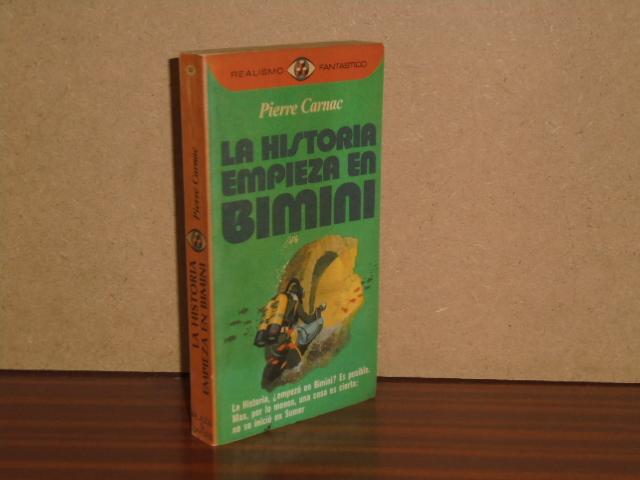 REALISMO FANTASTICO
Pierre Carnac
LA HISTORIA
EMPIEZA EN
BIMINI
La Historia, ¿empezó en Bimini? Es posible.
Mas, por lo menos, una cosa es cierta:
no se inició en Sumer
Pierre Carnac
LA HISTORIA
EMPIEZA EN BIMINI